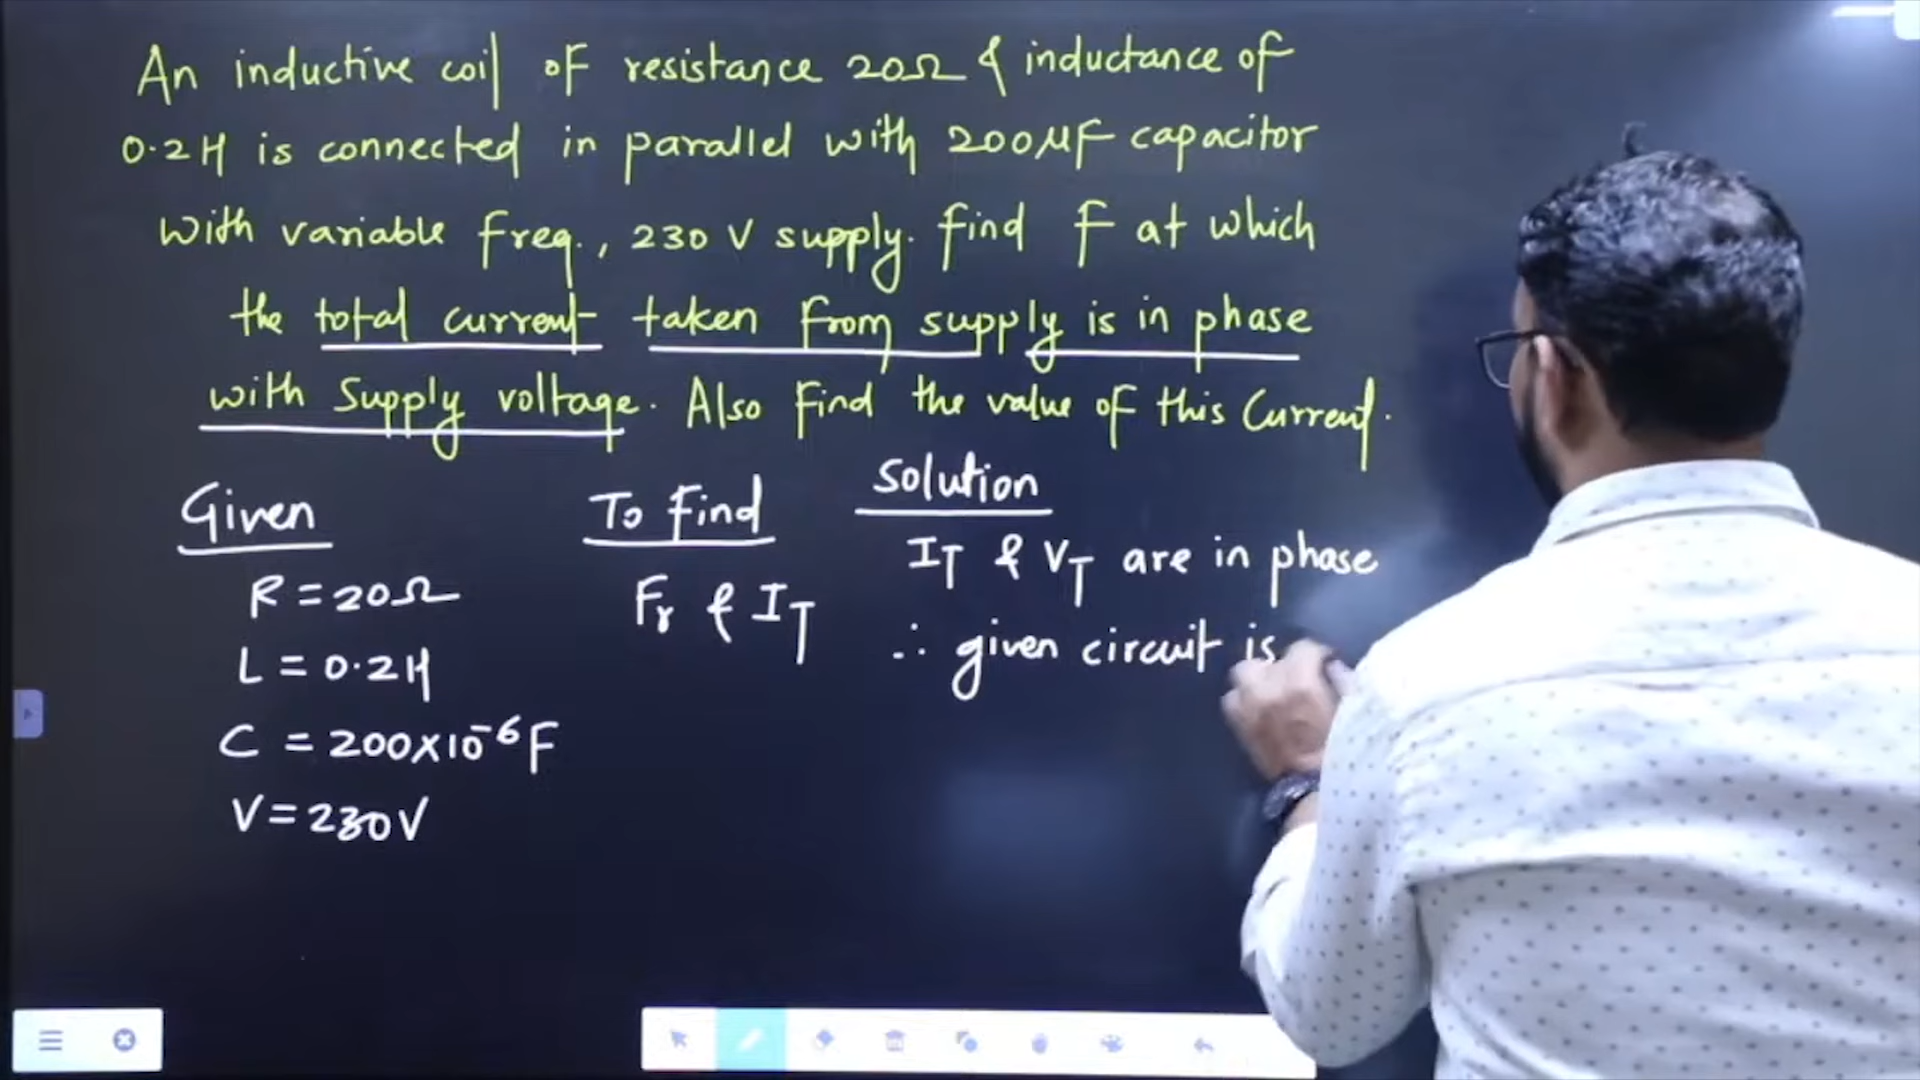 An inductive coil of resistance 20Ω & inductance of
0.2H is connected in parallel with 200μF capacitor
with variable freq., 230 V supply. Find F at which
the total current taken from supply is in phase
with supply voltage. Also find the value of this current.
Given
R = 20Ω
L = 0.2H
C = 200×10⁻⁶ F
V = 230V
To Find
Fr & IT
Solution
IT & VT are in phase
∴ given circuit is